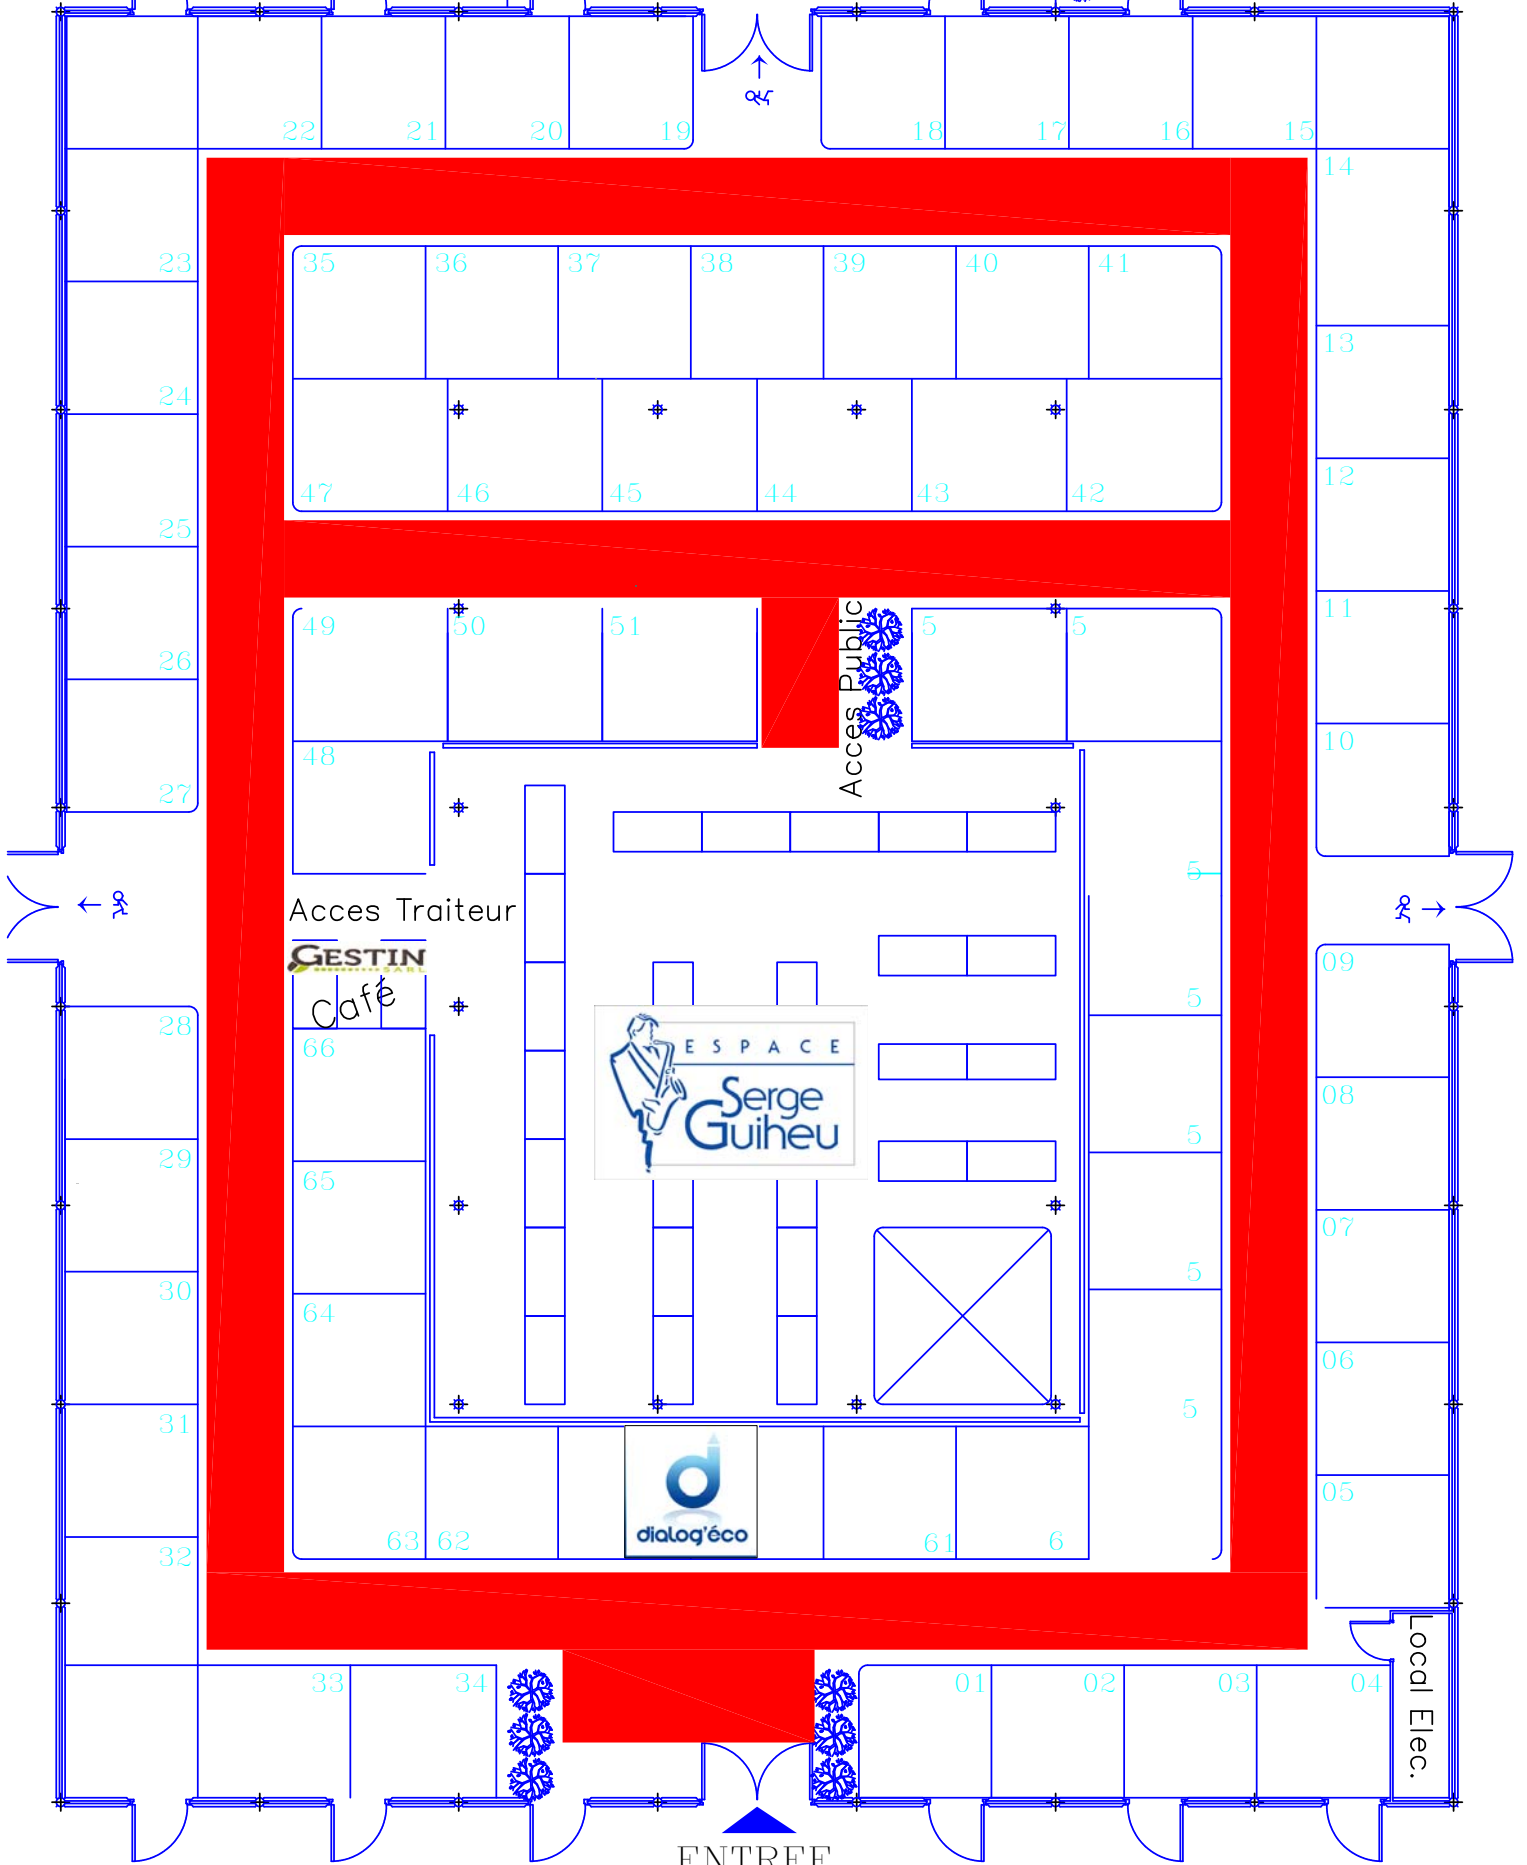 22 21 20 19 18 17 16 15
14
23 35 36 37 38 39 40 41
13
24
12
47 46 45 44 43 42
25
11
49 50 51 Acces Public 5 5
26
10
48
27
5
Acces Traiteur
GESTIN
SARL
09
Café
5
28
66
ESPACE
Serge
Guiheu
08
5
29
65
07
5
30
64
06
5
31
05
dialog'éco
63 62 61 6
32
33 34 01 02 03 04
Local Elec.
ENTREE